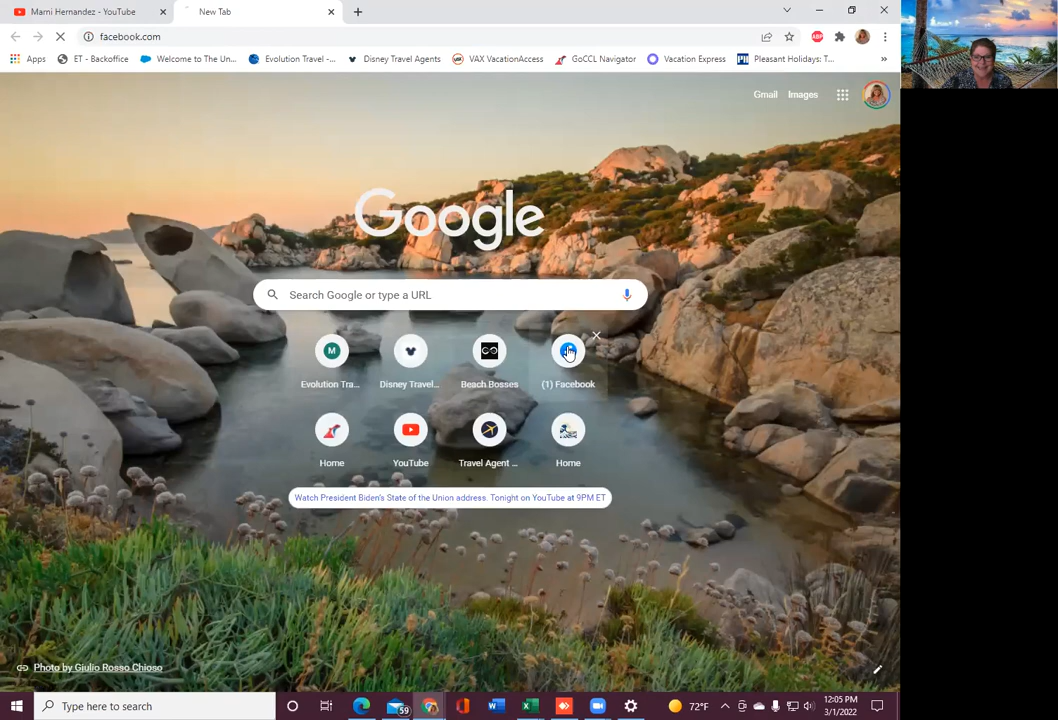 Marni Hernandez - YouTube
New Tab
facebook.com
Apps
ET - Backoffice
Welcome to The Un...
Evolution Travel -...
Disney Travel Agents
VAX VacationAccess
GoCCL Navigator
Vacation Express
Pleasant Holidays: T...
»
Gmail
Images
Google
Search Google or type a URL
M
Evolution Tra...
Disney Travel...
Beach Bosses
(1) Facebook
Home
YouTube
Travel Agent ...
Home
Watch President Biden's State of the Union address. Tonight on YouTube at 9PM ET
Photo by Giulio Rosso Chioso
Type here to search
59
72°F
12:05 PM
3/1/2022